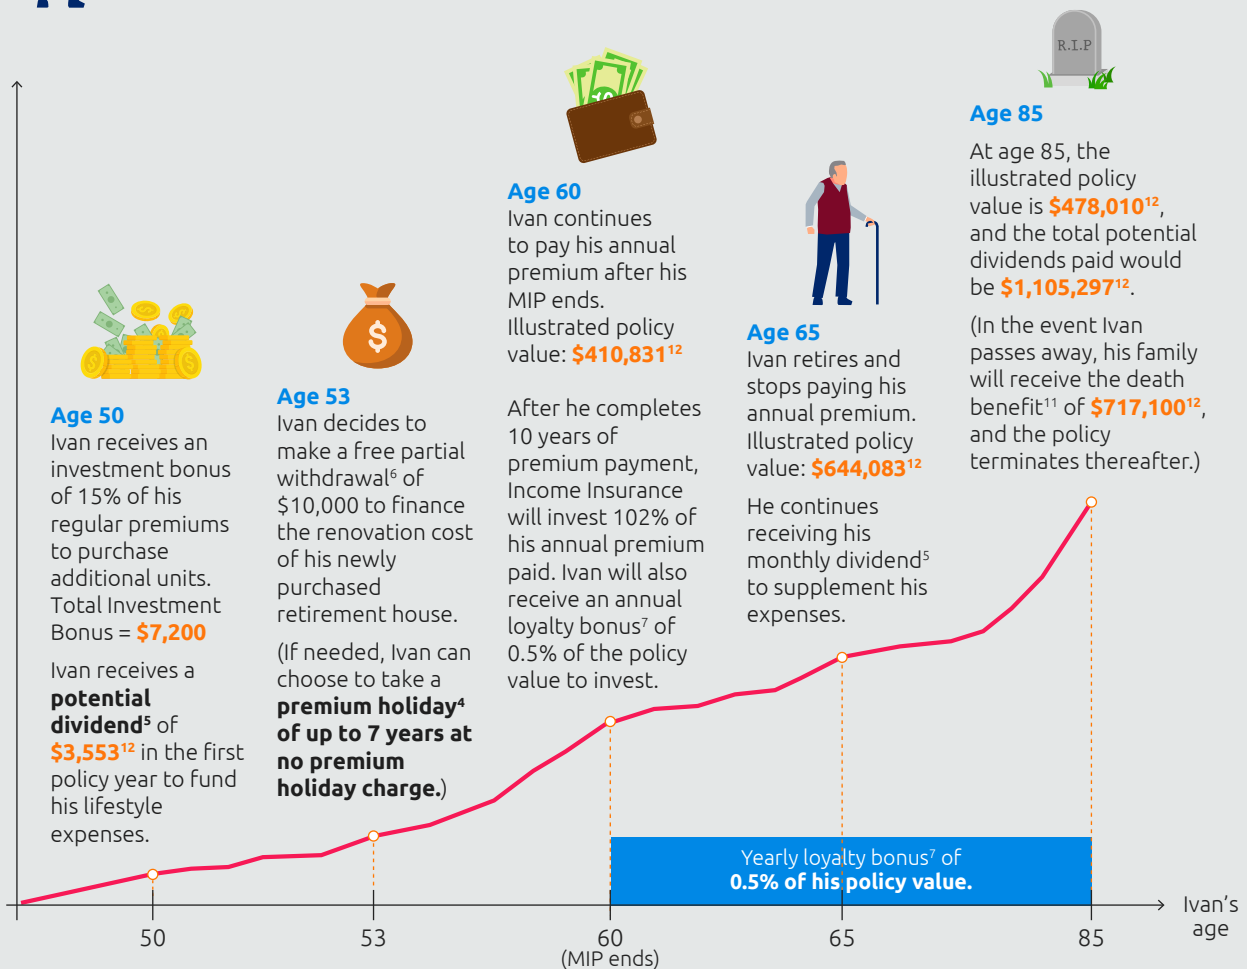 Age 50
Ivan receives an
investment bonus
of 15% of his
regular premiums
to purchase
additional units.
Total Investment
Bonus = $7,200
Ivan receives a
potential
dividend⁵ of
$3,553¹² in the first
policy year to fund
his lifestyle
expenses.
$
Age 53
Ivan decides to
make a free partial
withdrawal⁶ of
$10,000 to finance
the renovation cost
of his newly
purchased
retirement house.
(If needed, Ivan can
choose to take a
premium holiday⁴
of up to 7 years at
no premium
holiday charge.)
Age 60
Ivan continues
to pay his annual
premium after his
MIP ends.
Illustrated policy
value: $410,831¹²
After he completes
10 years of
premium payment,
Income Insurance
will invest 102% of
his annual premium
paid. Ivan will also
receive an annual
loyalty bonus⁷ of
0.5% of the policy
value to invest.
Age 65
Ivan retires and
stops paying his
annual premium.
Illustrated policy
value: $644,083¹²
He continues
receiving his
monthly dividend⁵
to supplement his
expenses.
R.I.P
Age 85
At age 85, the
illustrated policy
value is $478,010¹²,
and the total potential
dividends paid would
be $1,105,297¹².
(In the event Ivan
passes away, his family
will receive the death
benefit¹¹ of $717,100¹²,
and the policy
terminates thereafter.)
Yearly loyalty bonus⁷ of
0.5% of his policy value.
50
53
60
(MIP ends)
65
85
Ivan's
age